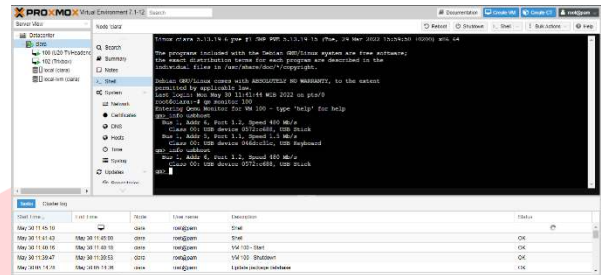 PROXMOX Virtual Environment 7.1-12 Search
Documentation Create VM Create CT root@pam
Server View
Node 'clara'
Reboot Shutdown Shell Bulk Actions Help
Datacenter
clara
100
102
local (clara)
local-lvm (clara)
Search
Summary
Notes
Shell
System
Network
Certificates
DNS
Hosts
Time
Syslog
Updates
Repositories
Linux clara 5.13.19-6-pve #1 SMP PVE 5.13.19-15 (Tue, 29 Mar 2022 15:59:50 +0200) x86_64
The programs included with the Debian GNU/Linux system are free software;
the exact distribution terms for each program are described in the
individual files in /usr/share/doc/*/copyright.
Debian GNU/Linux comes with ABSOLUTELY NO WARRANTY, to the extent
permitted by applicable law.
Last login: Mon May 30 11:41:44 WIB 2022 on pts/0
root@clara:~# qm monitor 100
Entering Qemu Monitor for VM 100 - type 'help' for help
qm> info usbhost
Bus 1, Addr 6, Port 1.2, Speed 480 Mb/s
Class 00: USB device 0572:c688, USB Stick
Bus 1, Addr 5, Port 1.1, Speed 1.5 Mb/s
Class 00: USB device USB Keyboard
qm> info usbhost
Bus 1, Addr 6, Port 1.2, Speed 480 Mb/s
Class 00: USB device 0572:c688, USB Stick
qm>
Tasks Cluster log
Start Time End Time Node User name Description Status
May 30 11:45:10 clara root@pam Shell
May 30 11:41:43 May 30 11:45:00 clara root@pam Shell OK
May 30 11:40:16 May 30 11:40:18 clara root@pam VM 100 - Start OK
May 30 11:39:47 May 30 11:39:53 clara root@pam VM 100 - Shutdown OK
clara root@pam Update package database OK